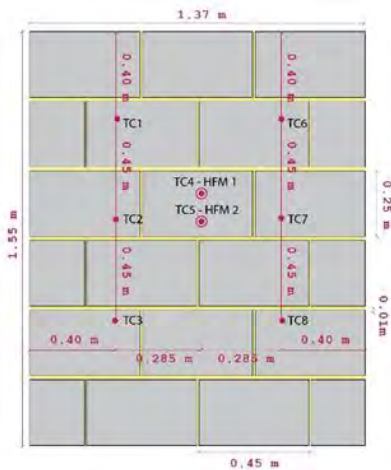 1.37 m
0.40 m
0.40 m
TC1
TC6
TC4 - HFM 1
TC5 - HFM 2
0.45 m
0.45 m
0.25 m
TC2
TC7
1.55 m
0.45 m
0.45 m
0.01m
TC3
TC8
0.40 m
0.40 m
0.285 m
0.285 m
0.45 m